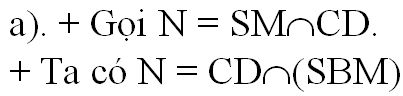 a). + Gọi N = SM∩CD.
+ Ta có N = CD∩(SBM)